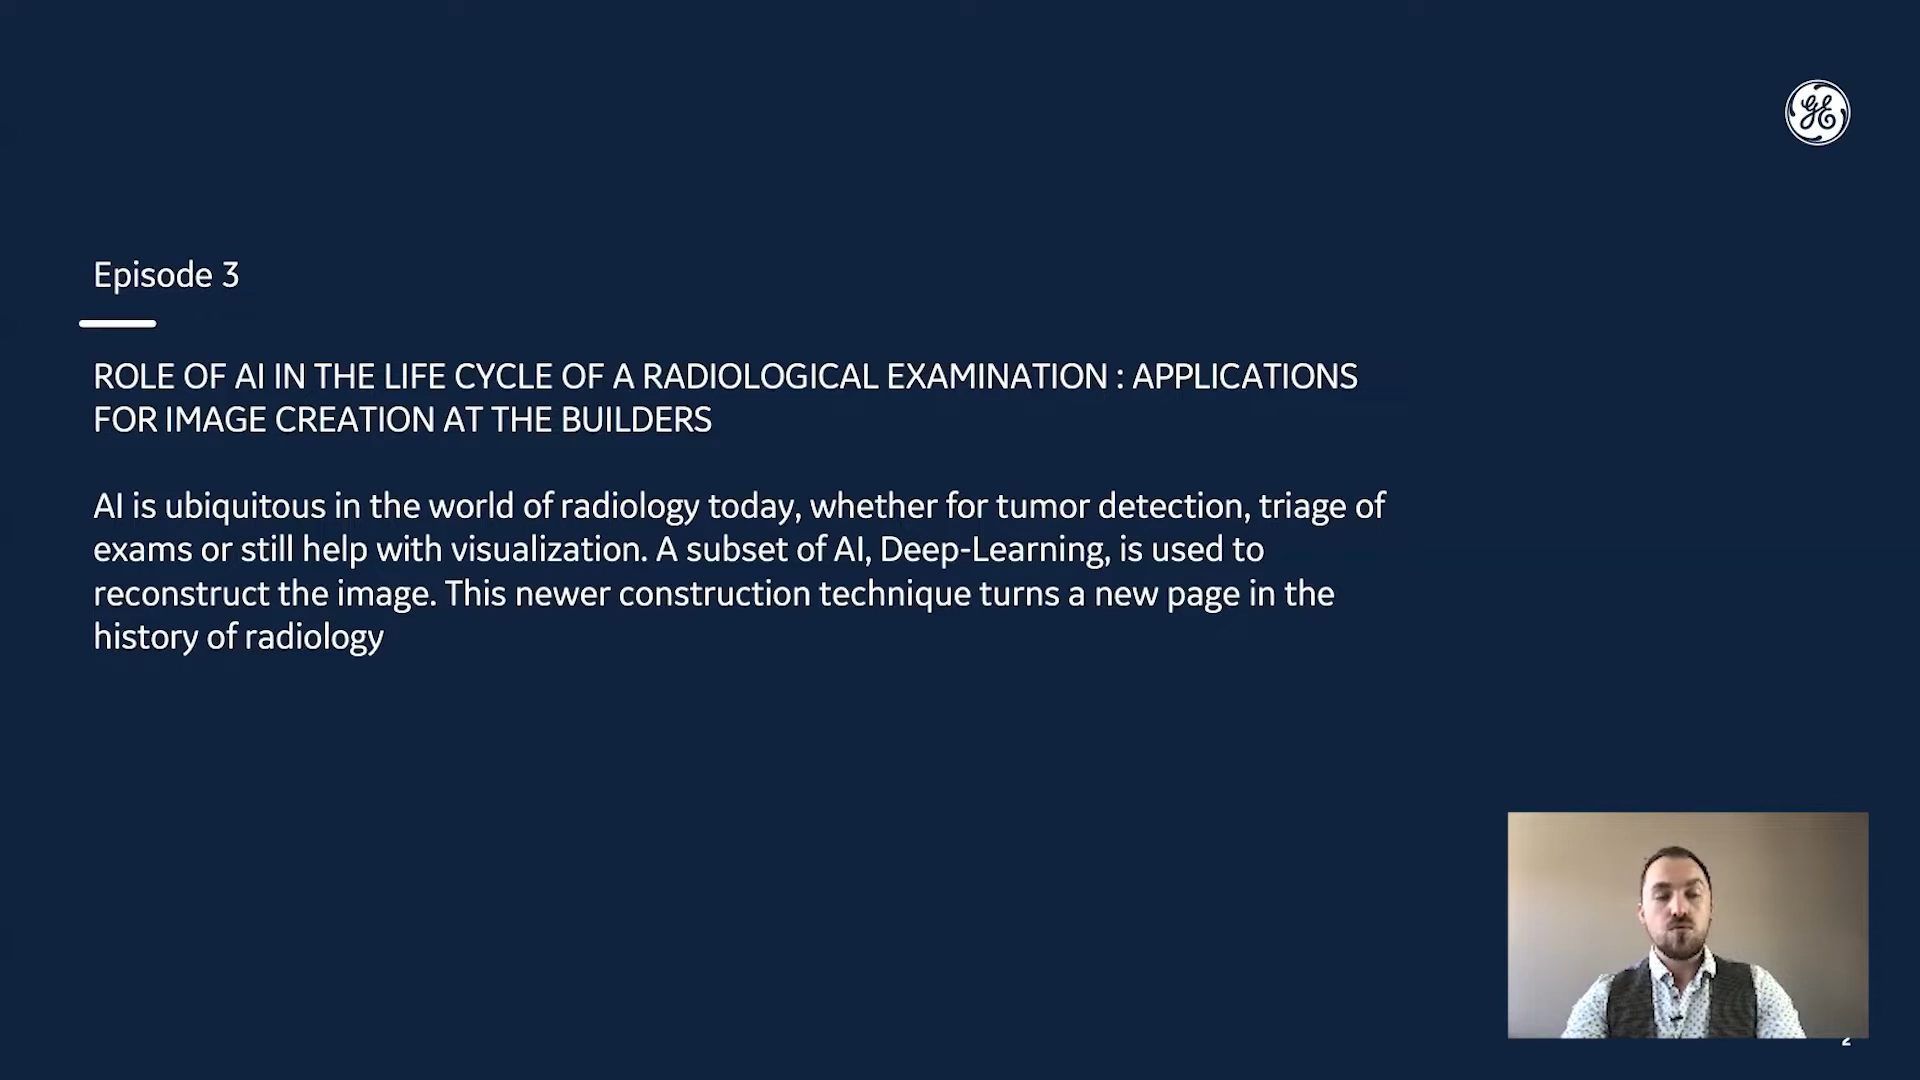 GE
Episode 3
ROLE OF AI IN THE LIFE CYCLE OF A RADIOLOGICAL EXAMINATION : APPLICATIONS
FOR IMAGE CREATION AT THE BUILDERS
AI is ubiquitous in the world of radiology today, whether for tumor detection, triage of
exams or still help with visualization. A subset of AI, Deep-Learning, is used to
reconstruct the image. This newer construction technique turns a new page in the
history of radiology
2